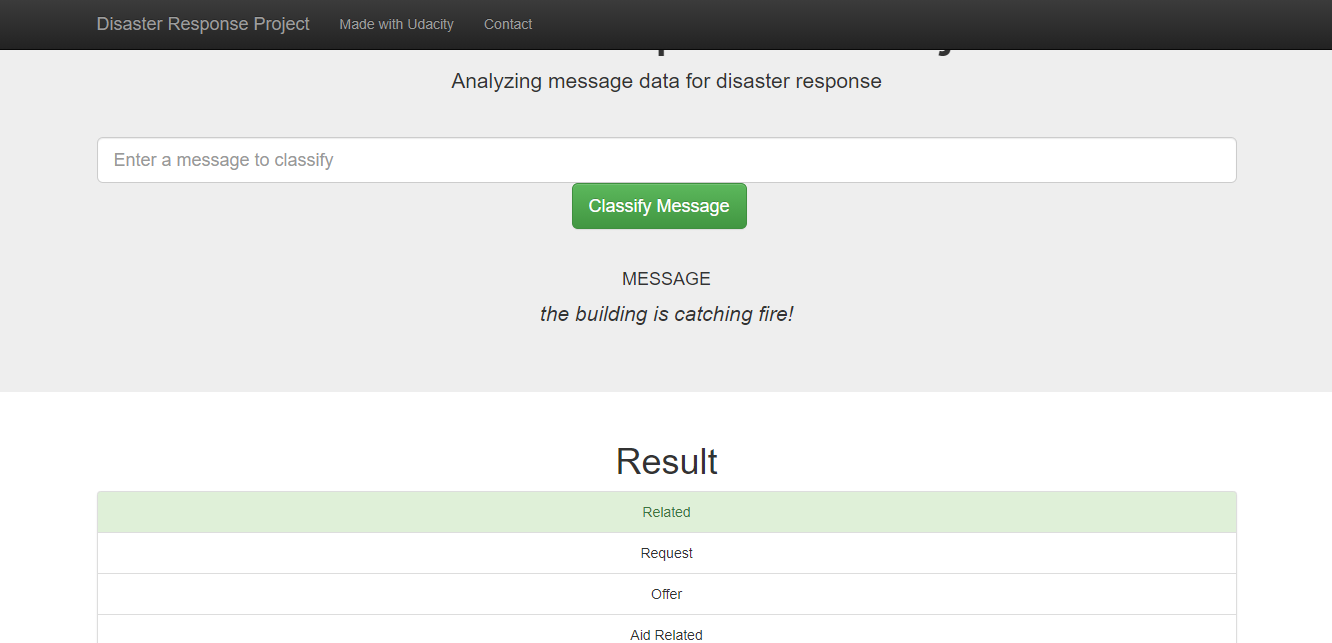 Disaster Response Project Made with Udacity Contact
Analyzing message data for disaster response
Enter a message to classify
Classify Message
MESSAGE
the building is catching fire!
Result
Related
Request
Offer
Aid Related